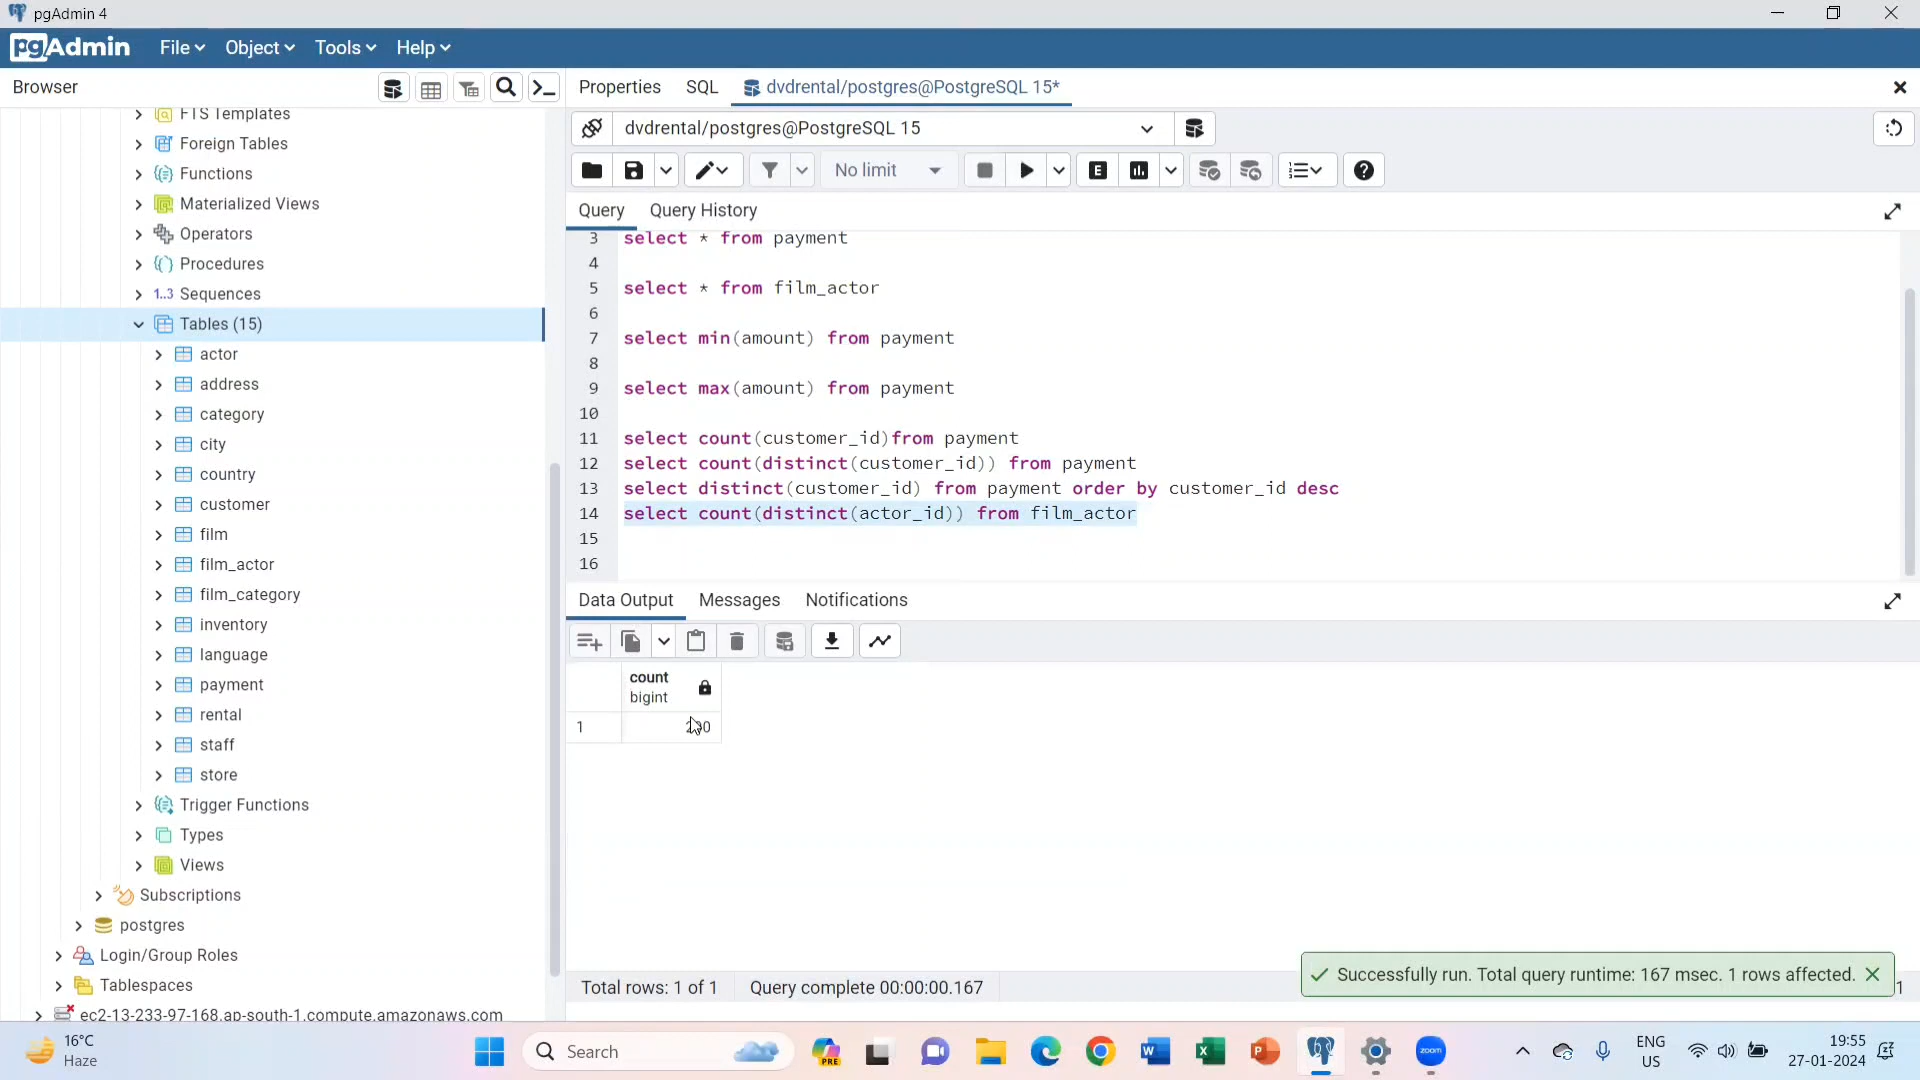 pgAdmin 4
pgAdmin File Object Tools Help
Browser
Properties SQL dvdrental/postgres@PostgreSQL 15*
FTS Templates
Foreign Tables
Functions
Materialized Views
Operators
Procedures
1..3 Sequences
Tables (15)
actor
address
category
city
country
customer
film
film_actor
film_category
inventory
language
payment
rental
staff
store
Trigger Functions
Types
Views
Subscriptions
postgres
Login/Group Roles
Tablespaces
ec2-13-233-97-168.ap-south-1.compute.amazonaws.com
dvdrental/postgres@PostgreSQL 15
No limit E
Query Query History
3 select * from payment
4
5 select * from film_actor
6
7 select min(amount) from payment
8
9 select max(amount) from payment
10
11 select count(customer_id)from payment
12 select count(distinct(customer_id)) from payment
13 select distinct(customer_id) from payment order by customer_id desc
14 select count(distinct(actor_id)) from film_actor
15
16
Data Output Messages Notifications
count
bigint
1
Total rows: 1 of 1 Query complete 00:00:00.167
Successfully run. Total query runtime: 167 msec. 1 rows affected.
1
16°C
Haze
Search
PRE
zoom
ENG
US
19:55
27-01-2024